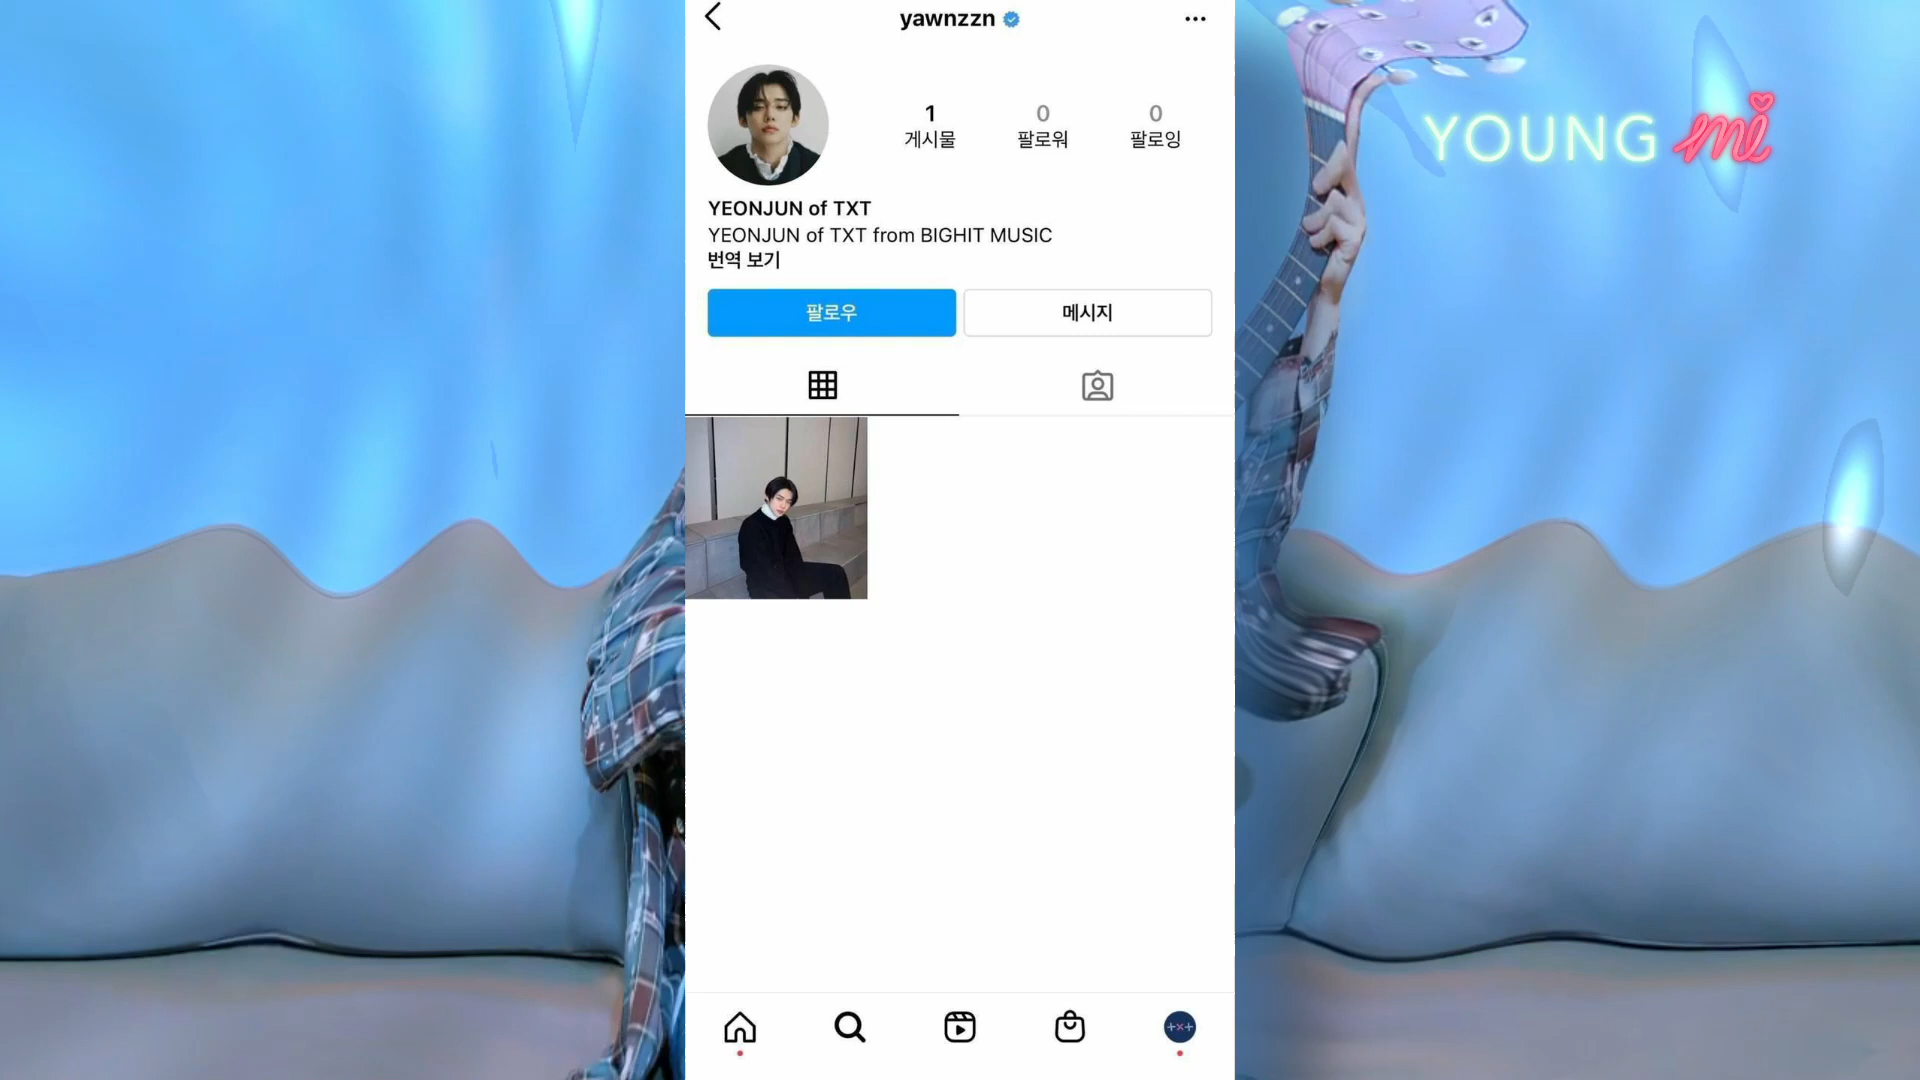 yawnzzn
1
게시물
0
팔로워
0
팔로잉
YEONJUN of TXT
YEONJUN of TXT from BIGHIT MUSIC
번역 보기
팔로우
메시지
YOUNG mi
+×+